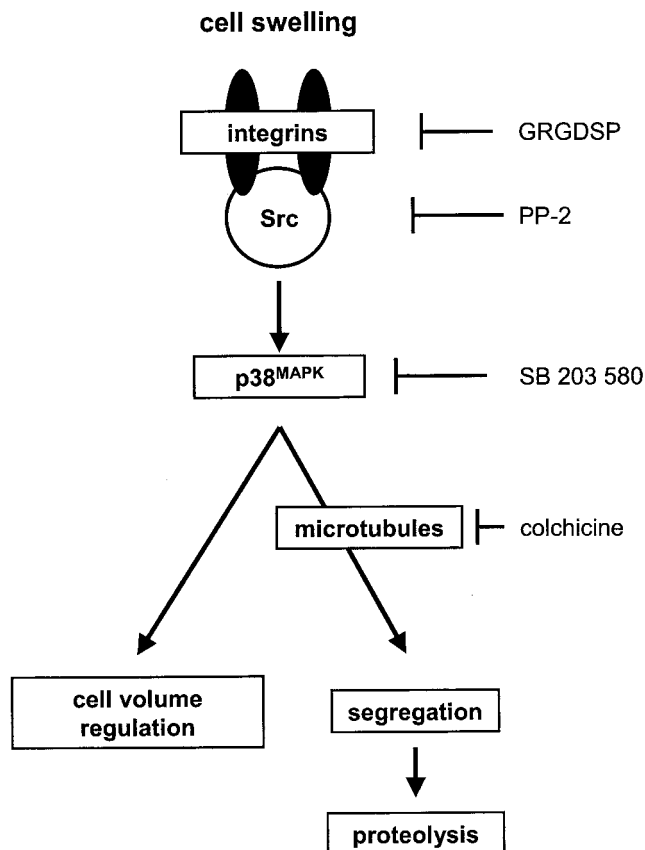 cell swelling
integrins
GRGDSP
Src
PP-2
p38MAPK
SB 203 580
microtubules
colchicine
cell volume
regulation
segregation
proteolysis